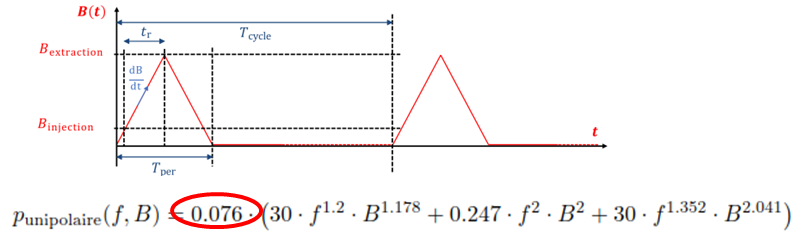 B(t)
t_r
T_cycle
B_extraction
dB
dt
B_injection
t
T_per
p_unipolaire(f, B) = 0.076 · (30 · f^1.2 · B^1.178 + 0.247 · f^2 · B^2 + 30 · f^1.352 · B^2.041)